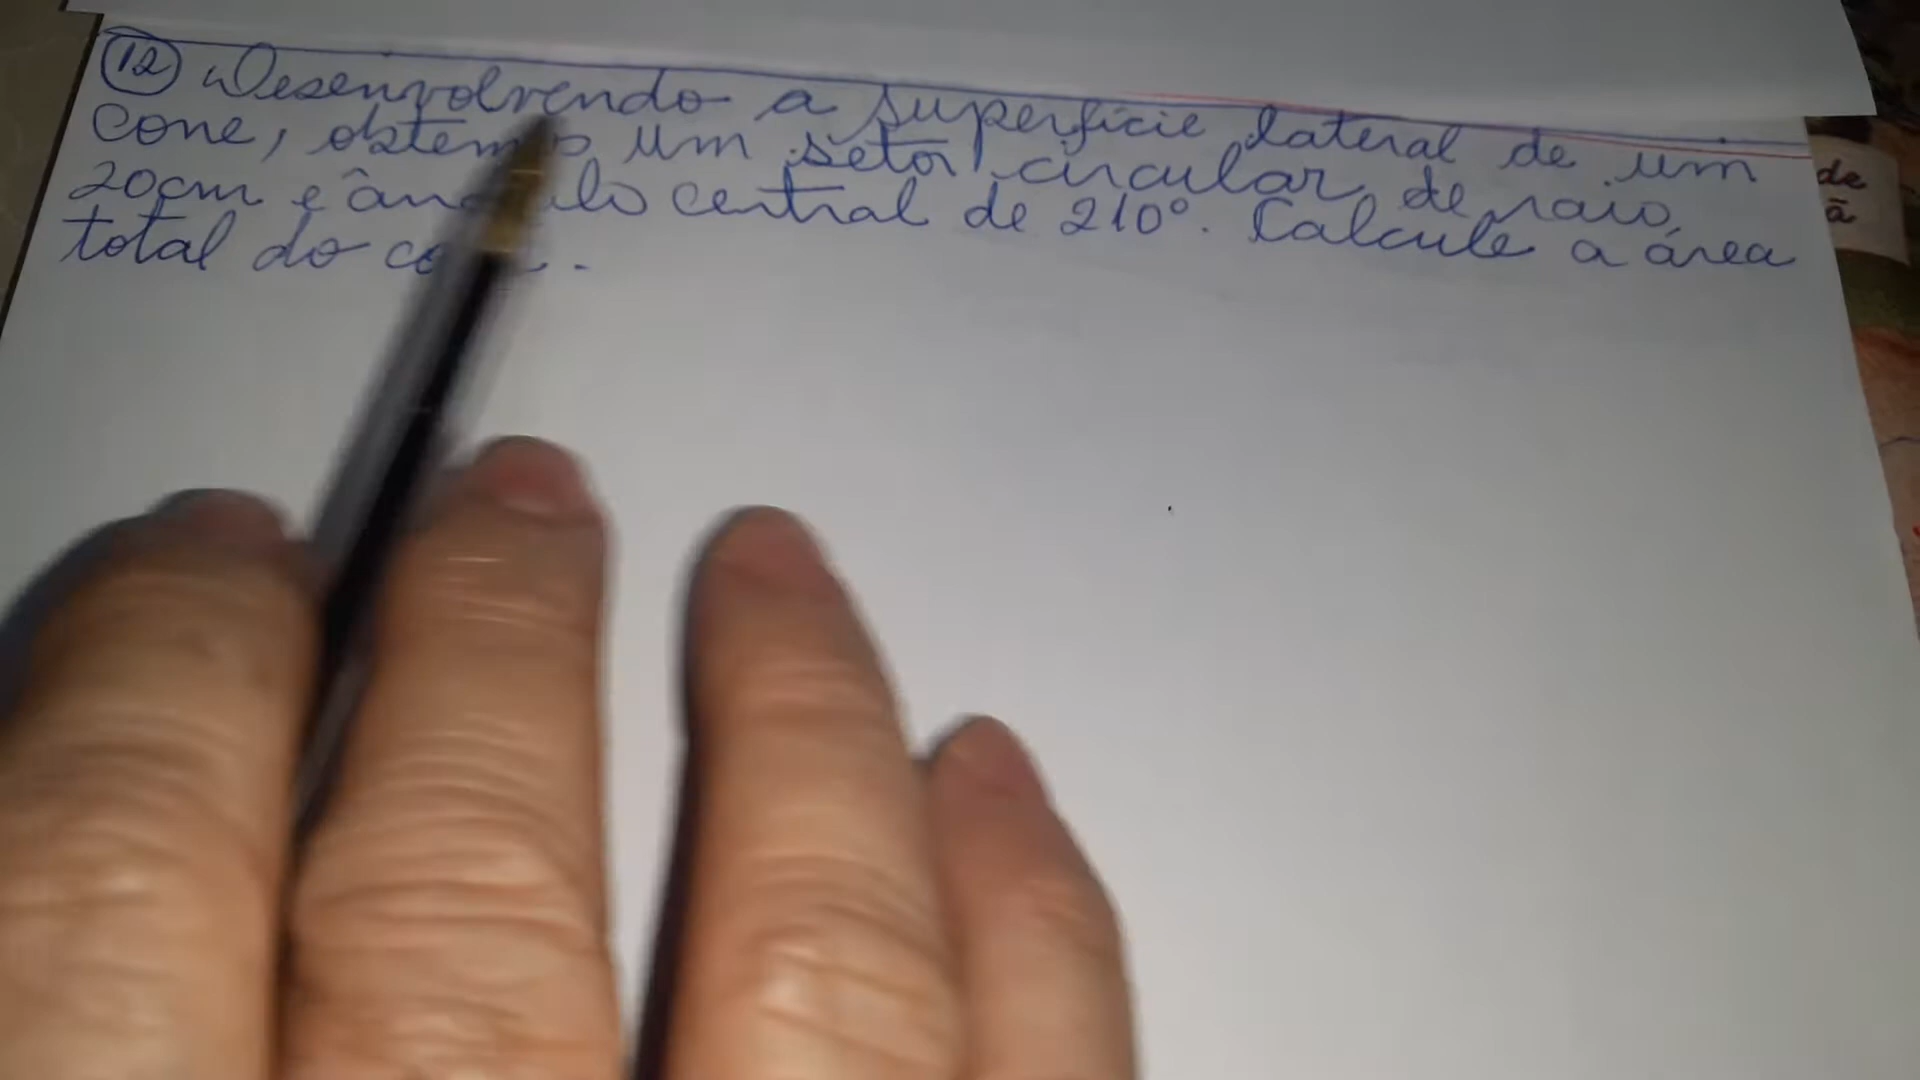 12 Desenvolvendo a superfície lateral de um
cone, obtemos um setor circular de raio
20cm e ângulo central de 210°. Calcule a área
total do
de
ã